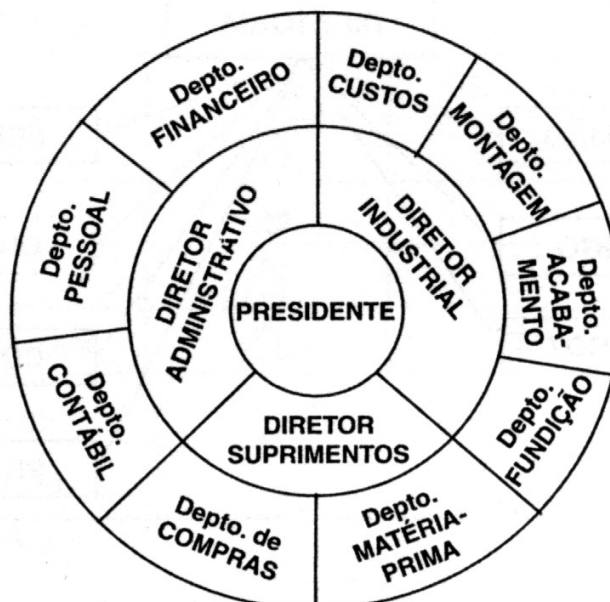 PRESIDENTE
DIRETOR
ADMINISTRATIVO
DIRETOR
INDUSTRIAL
DIRETOR
SUPRIMENTOS
Depto.
FINANCEIRO
Depto.
CUSTOS
Depto.
MONTAGEM
Depto.
ACABA-
MENTO
Depto.
FUNDIÇÃO
Depto.
MATÉRIA-
PRIMA
Depto. de
COMPRAS
Depto.
CONTÁBIL
Depto.
PESSOAL